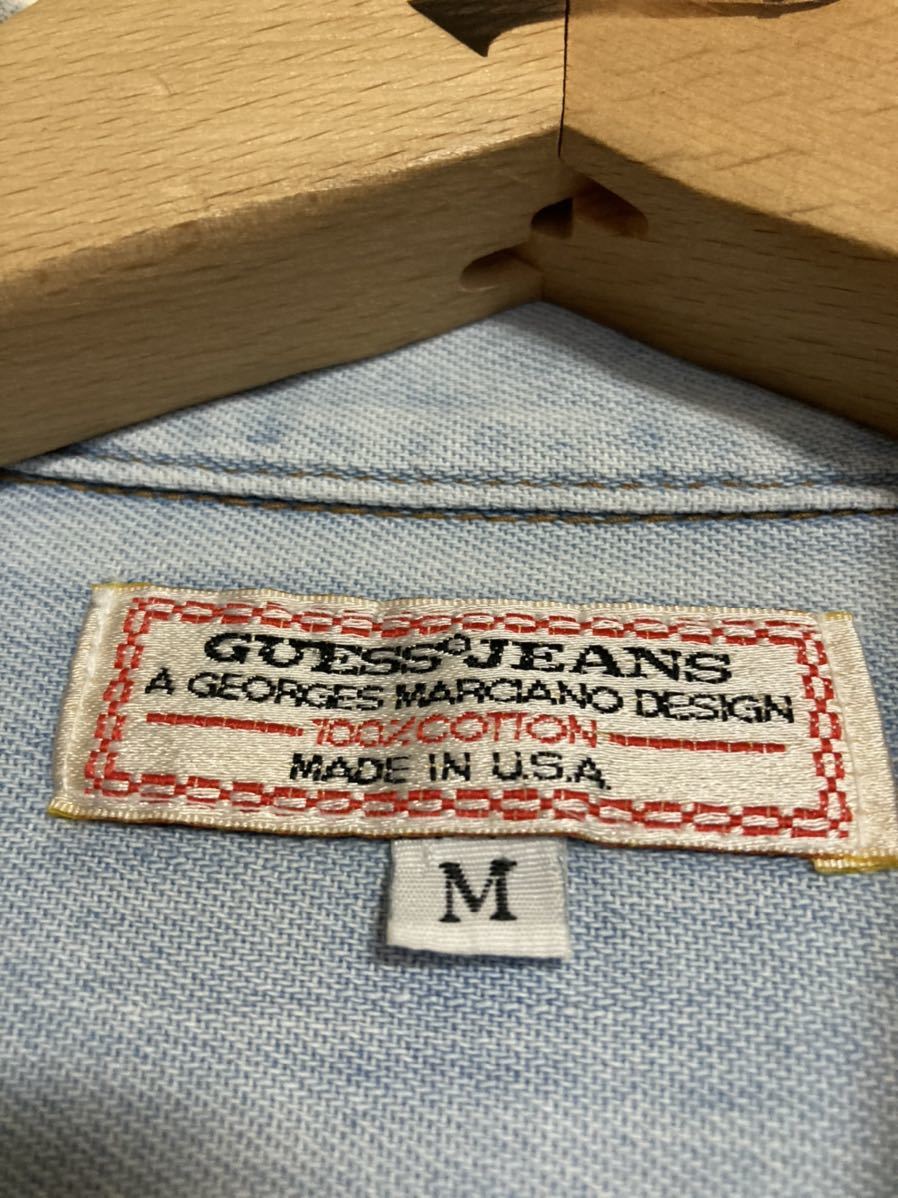 GUESS° JEANS
A GEORGES MARCIANO DESIGN
100% COTTON
MADE IN U.S.A.
M